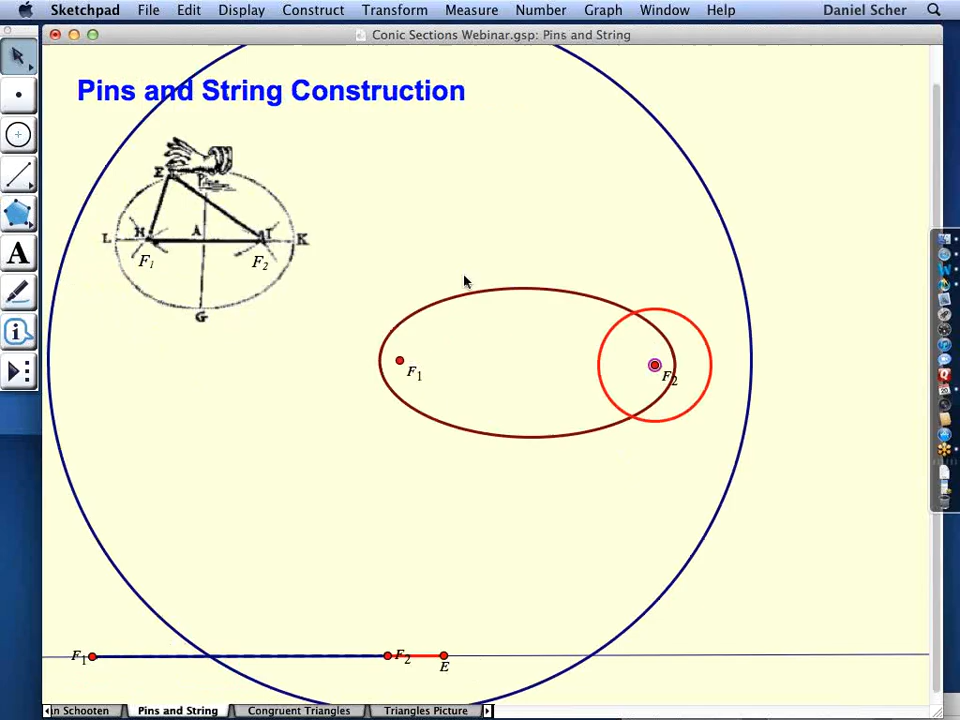 Sketchpad File Edit Display Construct Transform Measure Number Graph Window Help Daniel Scher
Conic Sections Webinar.gsp: Pins and String
Pins and String Construction
E
L H A K
F1 F2
G
F1 F2
F1 F2 E
n Schooten Pins and String Congruent Triangles Triangles Picture